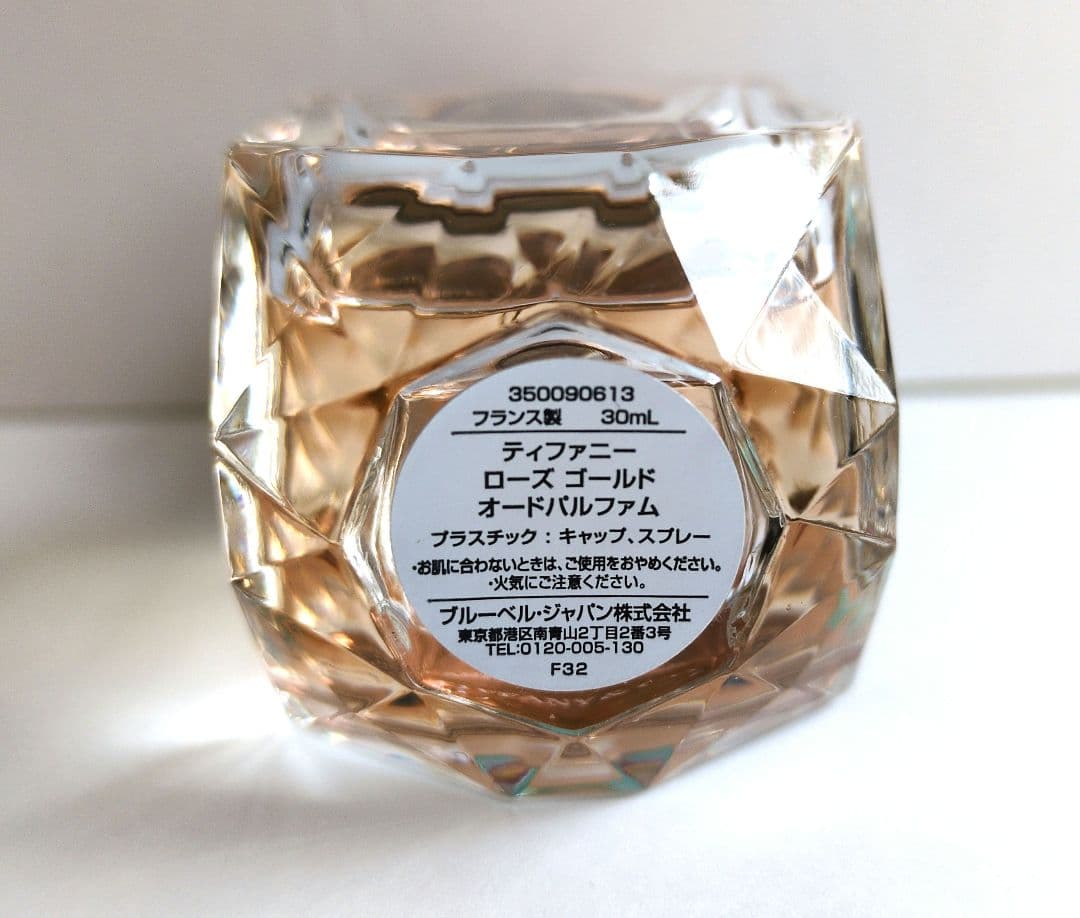 350090613
フランス製 30mL
ティファニー
ローズ ゴールド
オードパルファム
プラスチック : キャップ、スプレー
・お肌に合わないときは、ご使用をおやめください。
・火気にご注意ください。
ブルーベル・ジャパン株式会社
東京都港区南青山2丁目2番3号
TEL:0120-005-130
F32